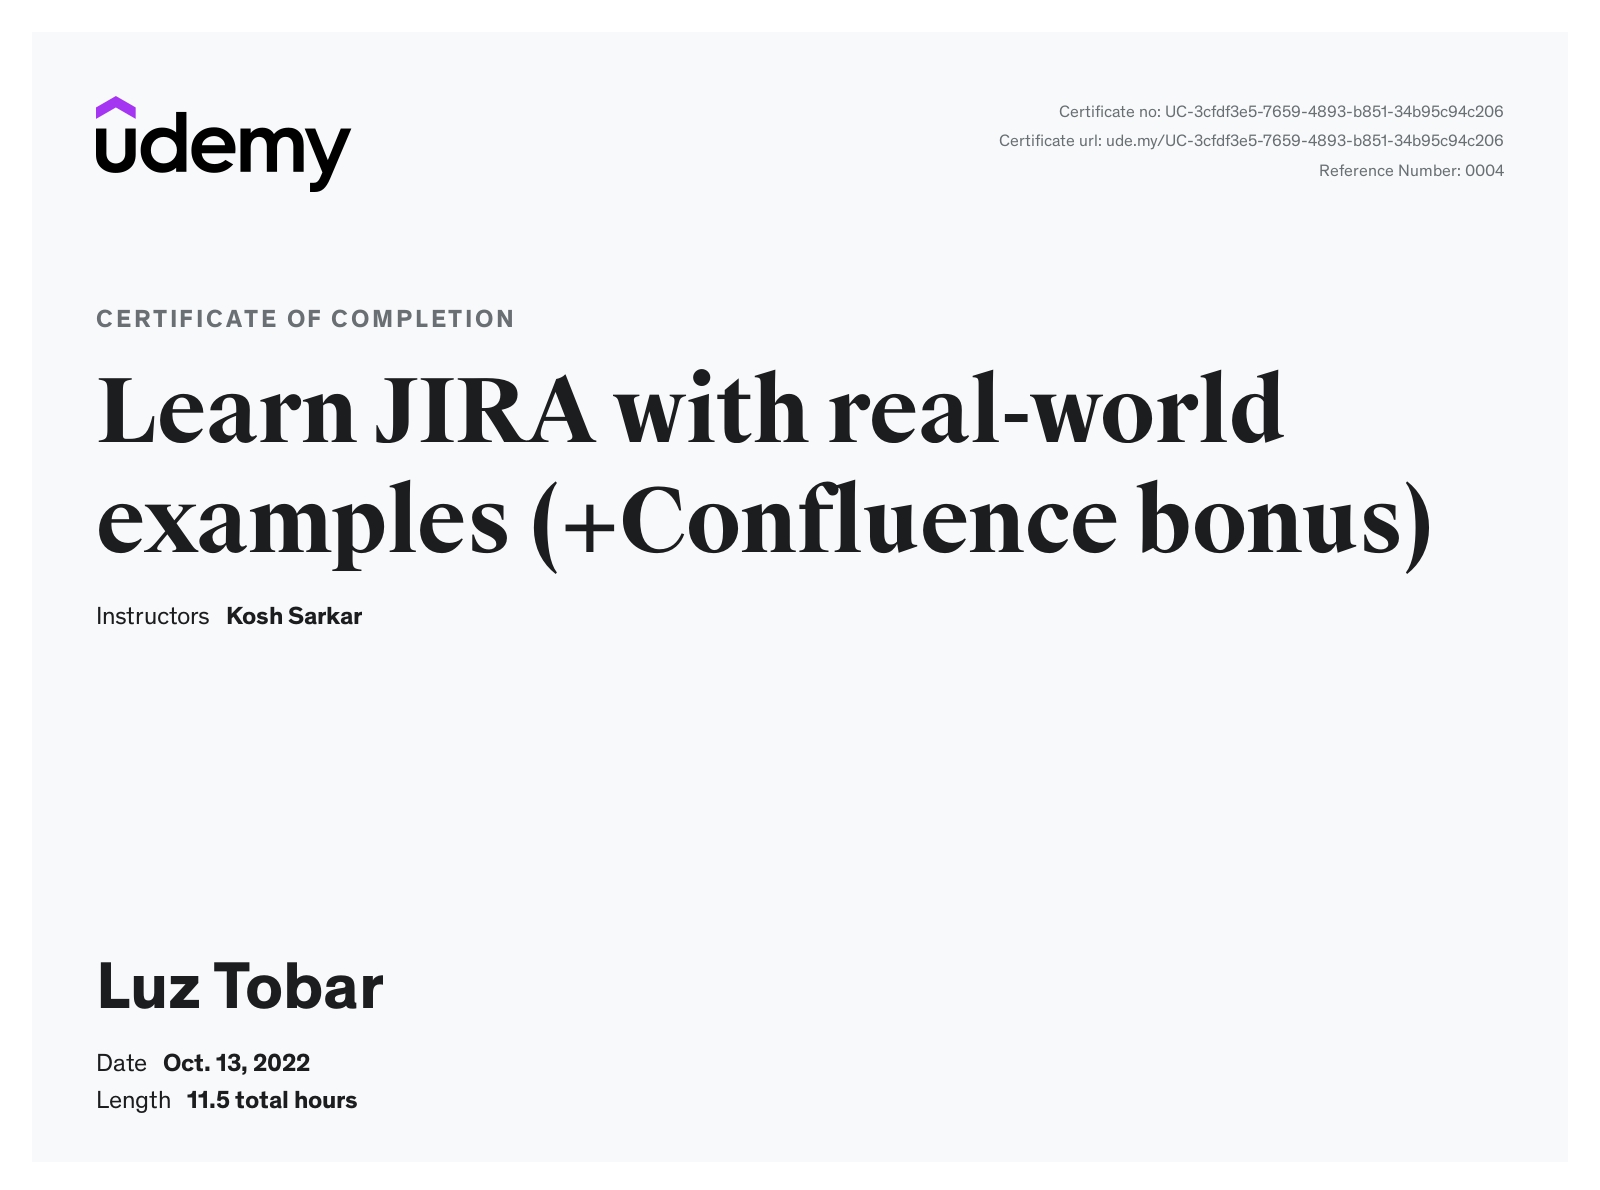 udemy
Certificate no: UC-3cfdf3e5-7659-4893-b851-34b95c94c206
Certificate url: ude.my/UC-3cfdf3e5-7659-4893-b851-34b95c94c206
Reference Number: 0004
CERTIFICATE OF COMPLETION
Learn JIRA with real-world
examples (+Confluence bonus)
Instructors Kosh Sarkar
Luz Tobar
Date Oct. 13, 2022
Length 11.5 total hours